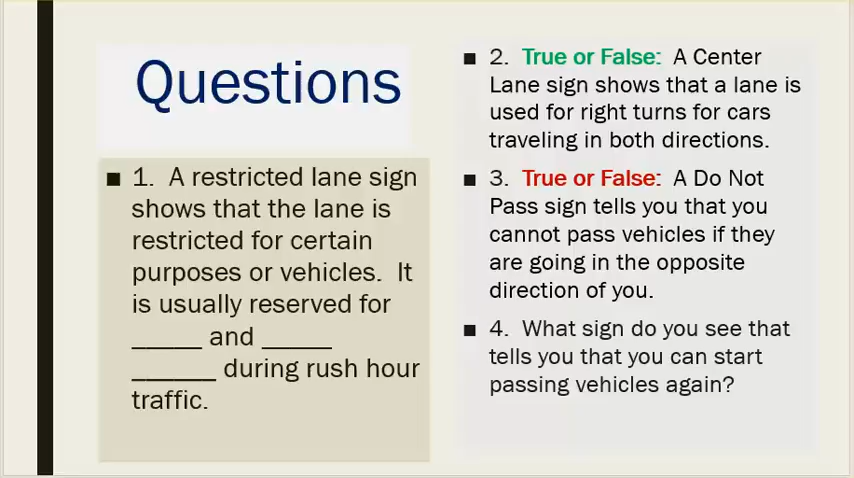 Questions
■ 1. A restricted lane sign
shows that the lane is
restricted for certain
purposes or vehicles. It
is usually reserved for
_____ and _____
______ during rush hour
traffic.
■ 2. True or False: A Center
Lane sign shows that a lane is
used for right turns for cars
traveling in both directions.
■ 3. True or False: A Do Not
Pass sign tells you that you
cannot pass vehicles if they
are going in the opposite
direction of you.
■ 4. What sign do you see that
tells you that you can start
passing vehicles again?